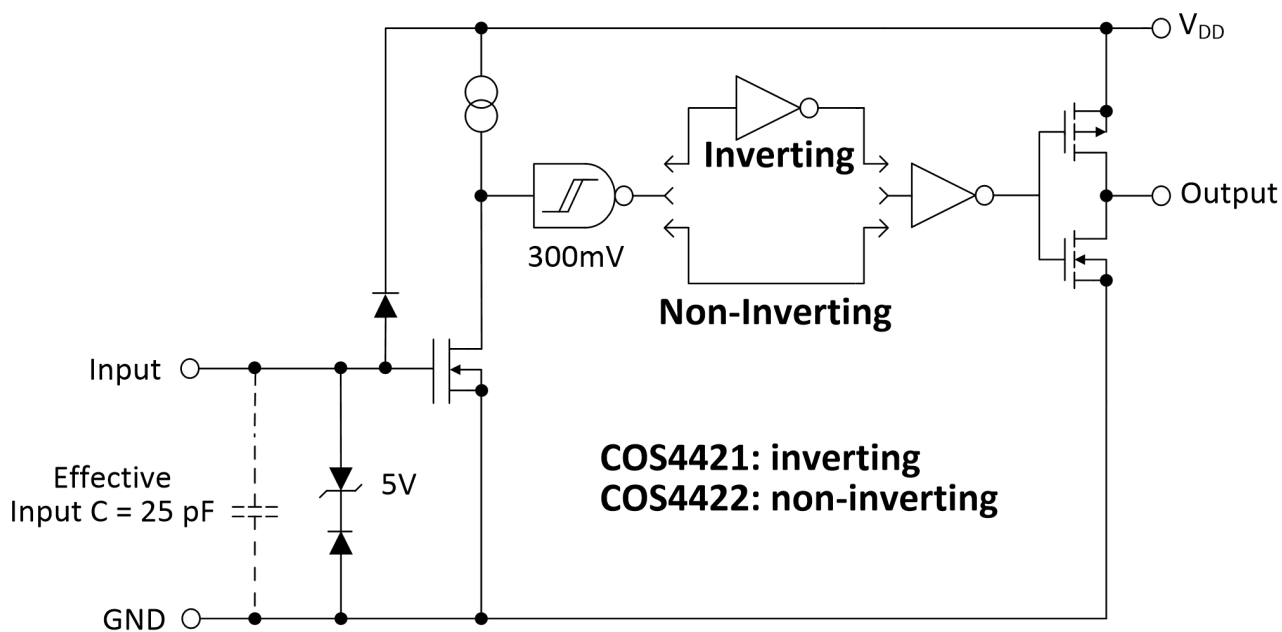 V_DD
Inverting
Output
300mV
Non-Inverting
Input
COS4421: inverting
Effective
5V
COS4422: non-inverting
Input C = 25 pF
GND